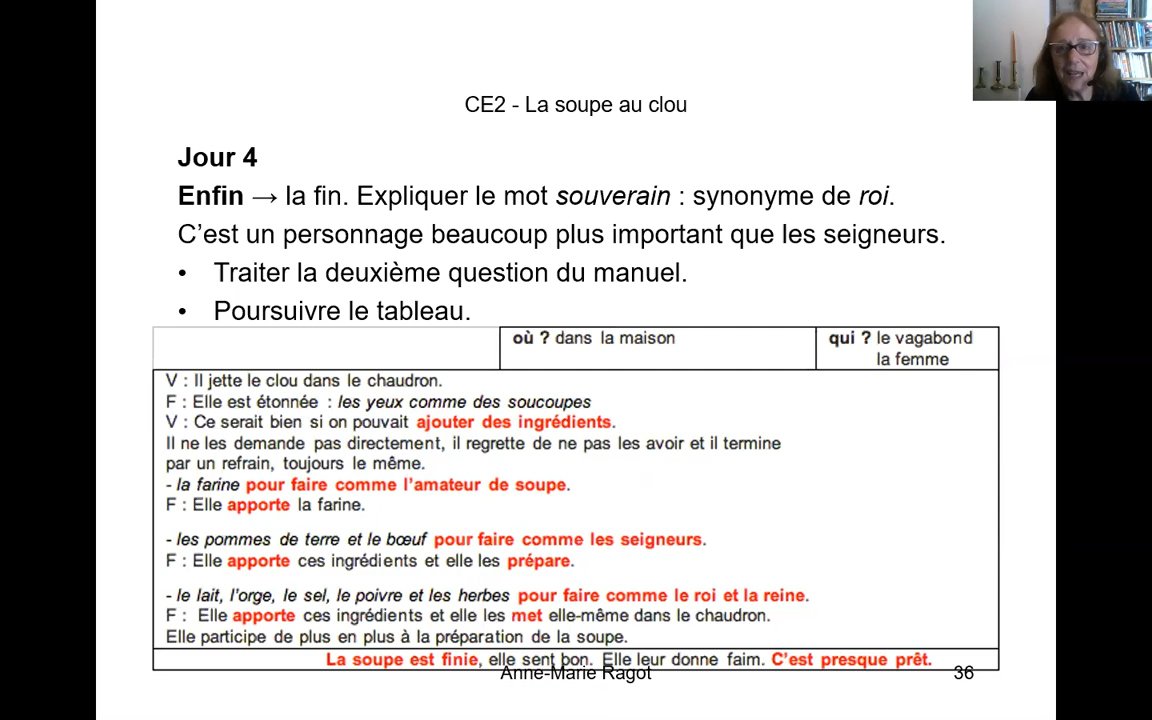 CE2 - La soupe au clou
Jour 4
Enfin → la fin. Expliquer le mot souverain : synonyme de roi.
C’est un personnage beaucoup plus important que les seigneurs.
• Traiter la deuxième question du manuel.
• Poursuivre le tableau.
où ? dans la maison
qui ? le vagabond
la femme
V : Il jette le clou dans le chaudron.
F : Elle est étonnée : les yeux comme des soucoupes
V : Ce serait bien si on pouvait ajouter des ingrédients.
Il ne les demande pas directement, il regrette de ne pas les avoir et il termine
par un refrain, toujours le même.
- la farine pour faire comme l’amateur de soupe.
F : Elle apporte la farine.
- les pommes de terre et le bœuf pour faire comme les seigneurs.
F : Elle apporte ces ingrédients et elle les prépare.
- le lait, l’orge, le sel, le poivre et les herbes pour faire comme le roi et la reine.
F : Elle apporte ces ingrédients et elle les met elle-même dans le chaudron.
Elle participe de plus en plus à la préparation de la soupe.
La soupe est finie, elle sent bon. Elle leur donne faim. C’est presque prêt.
Anne-Marie Ragot
36